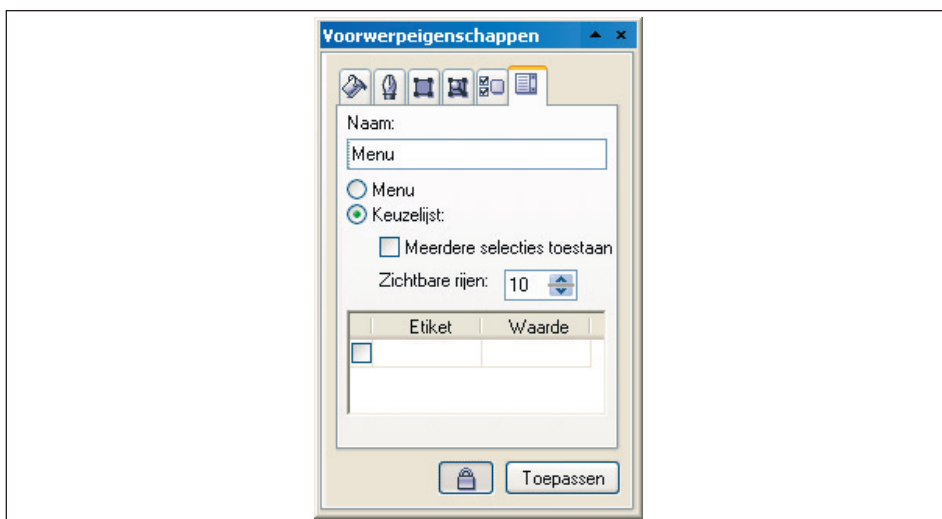 Voorwerpeigenschappen
Naam:
Menu
Menu
Keuzelijst:
Meerdere selecties toestaan
Zichtbare rijen: 10
Etiket Waarde
Toepassen